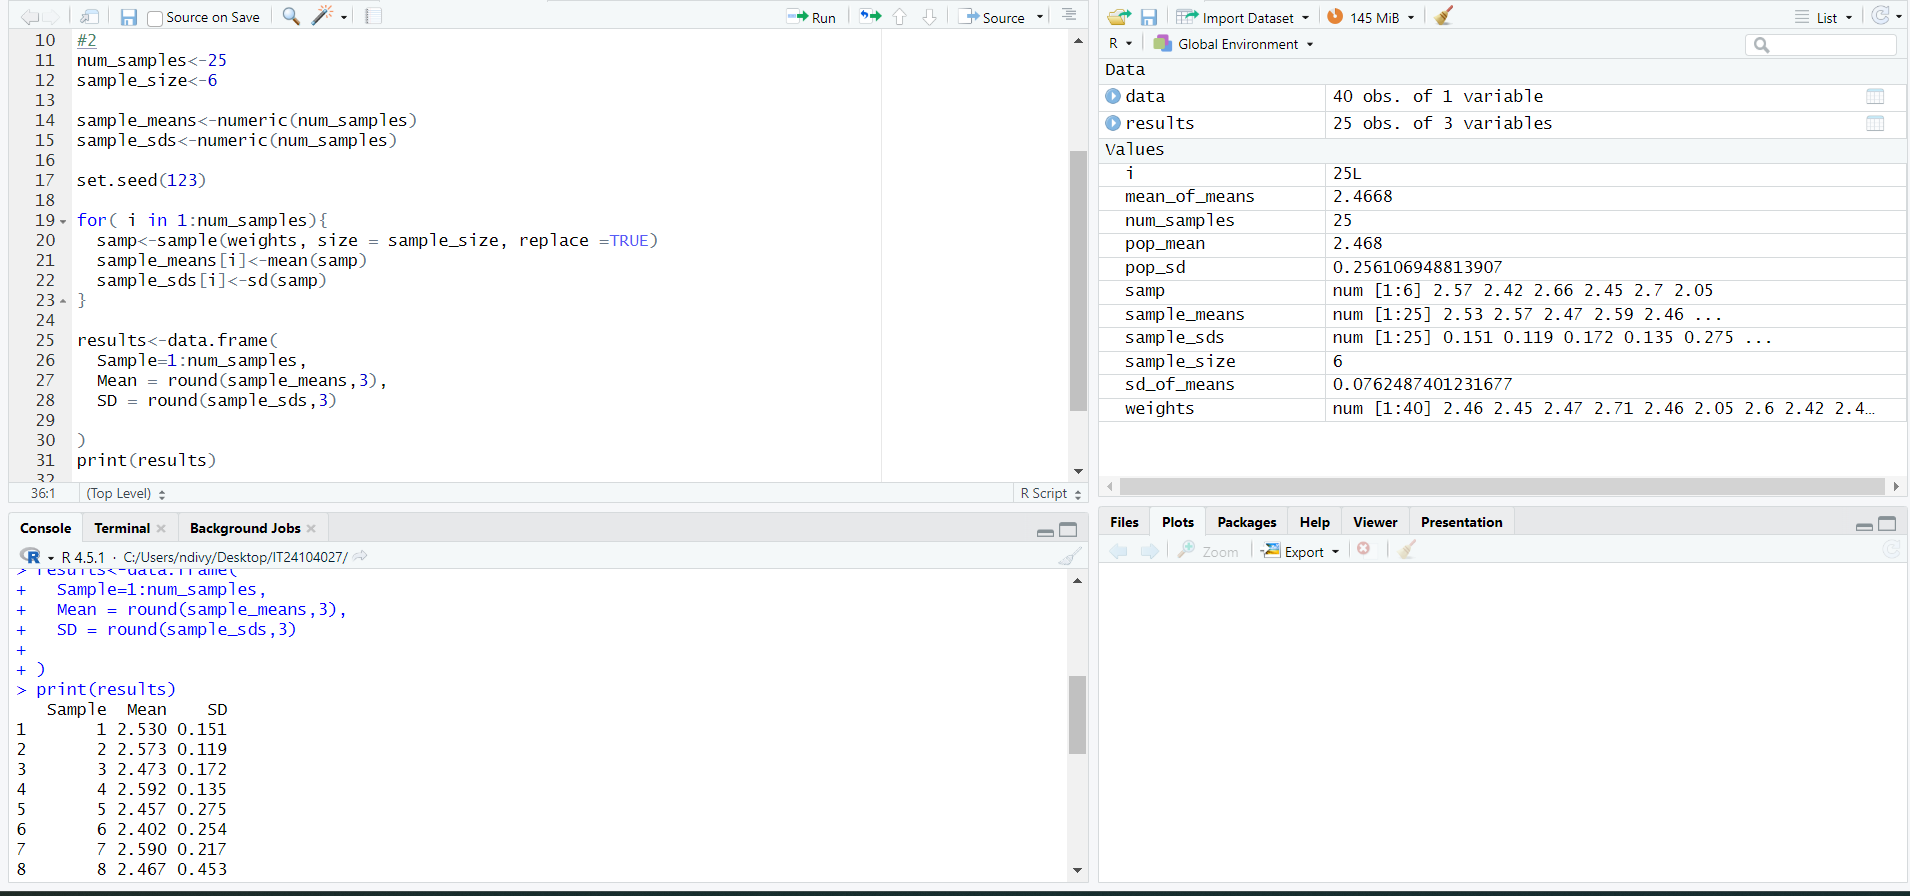 Source on Save
Run
Source
10 #2
11 num_samples<-25
12 sample_size<-6
13
14 sample_means<-numeric(num_samples)
15 sample_sds<-numeric(num_samples)
16
17 set.seed(123)
18
19 for( i in 1:num_samples){
20   samp<-sample(weights, size = sample_size, replace =TRUE)
21   sample_means[i]<-mean(samp)
22   sample_sds[i]<-sd(samp)
23 }
24
25 results<-data.frame(
26   Sample=1:num_samples,
27   Mean = round(sample_means,3),
28   SD = round(sample_sds,3)
29
30 )
31 print(results)
32
36:1 (Top Level) R Script
Console Terminal Background Jobs
R 4.5.1 · C:/Users/ndivy/Desktop/IT24104027/
> results<-data.frame(
+   Sample=1:num_samples,
+   Mean = round(sample_means,3),
+   SD = round(sample_sds,3)
+
+ )
> print(results)
   Sample  Mean    SD
1       1 2.530 0.151
2       2 2.573 0.119
3       3 2.473 0.172
4       4 2.592 0.135
5       5 2.457 0.275
6       6 2.402 0.254
7       7 2.590 0.217
8       8 2.467 0.453
Import Dataset 145 MiB List
R Global Environment
Data
data 40 obs. of 1 variable
results 25 obs. of 3 variables
Values
i 25L
mean_of_means 2.4668
num_samples 25
pop_mean 2.468
pop_sd 0.256106948813907
samp num [1:6] 2.57 2.42 2.66 2.45 2.7 2.05
sample_means num [1:25] 2.53 2.57 2.47 2.59 2.46 ...
sample_sds num [1:25] 0.151 0.119 0.172 0.135 0.275 ...
sample_size 6
sd_of_means 0.0762487401231677
weights num [1:40] 2.46 2.45 2.47 2.71 2.46 2.05 2.6 2.42 2.4…
Files Plots Packages Help Viewer Presentation
Zoom Export